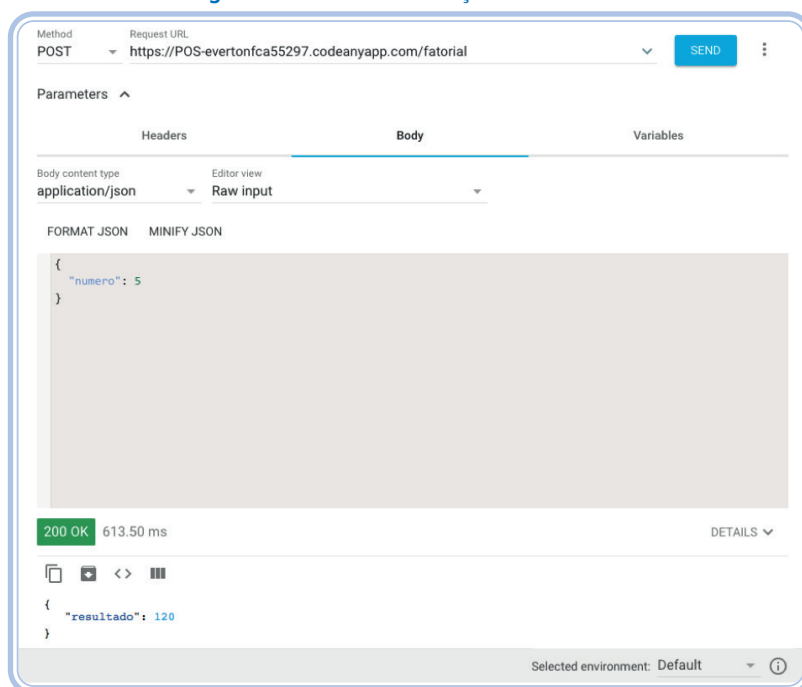 Method Request URL
POST https://POS-evertonfca55297.codeanyapp.com/fatorial SEND
Parameters
Headers Body Variables
Body content type Editor view
application/json Raw input
FORMAT JSON MINIFY JSON
{
"numero": 5
}
200 OK 613.50 ms DETAILS
{
"resultado": 120
}
Selected environment: Default